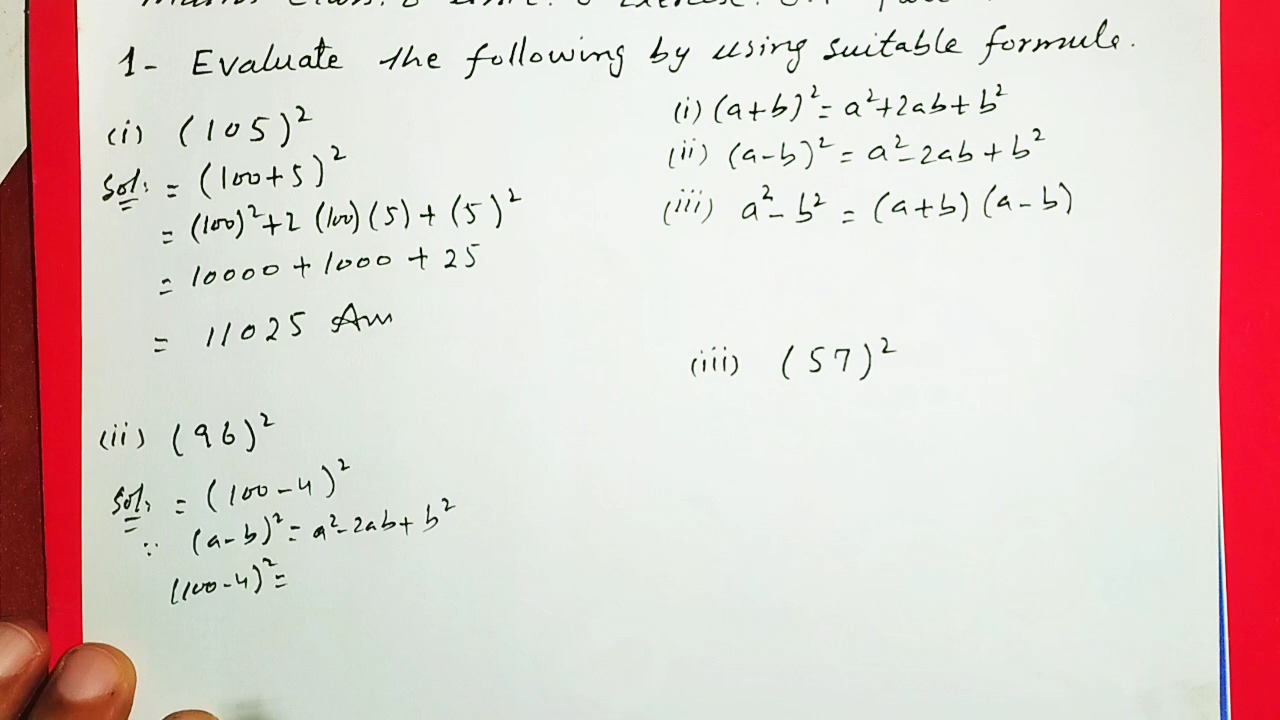 1- Evaluate the following by using suitable formule.
(i) (105)²
Sol: = (100+5)²
= (100)²+2 (100) (5) + (5)²
= 10000 + 1000 + 25
= 11025 Ans
(ii) (96)²
Sol: = (100-4)²
∵ (a-b)² = a²-2ab+b²
(100-4)² =
(i) (a+b)² = a²+2ab+b²
(ii) (a-b)² = a²-2ab+b²
(iii) a²-b² = (a+b) (a-b)
(iii) (57)²